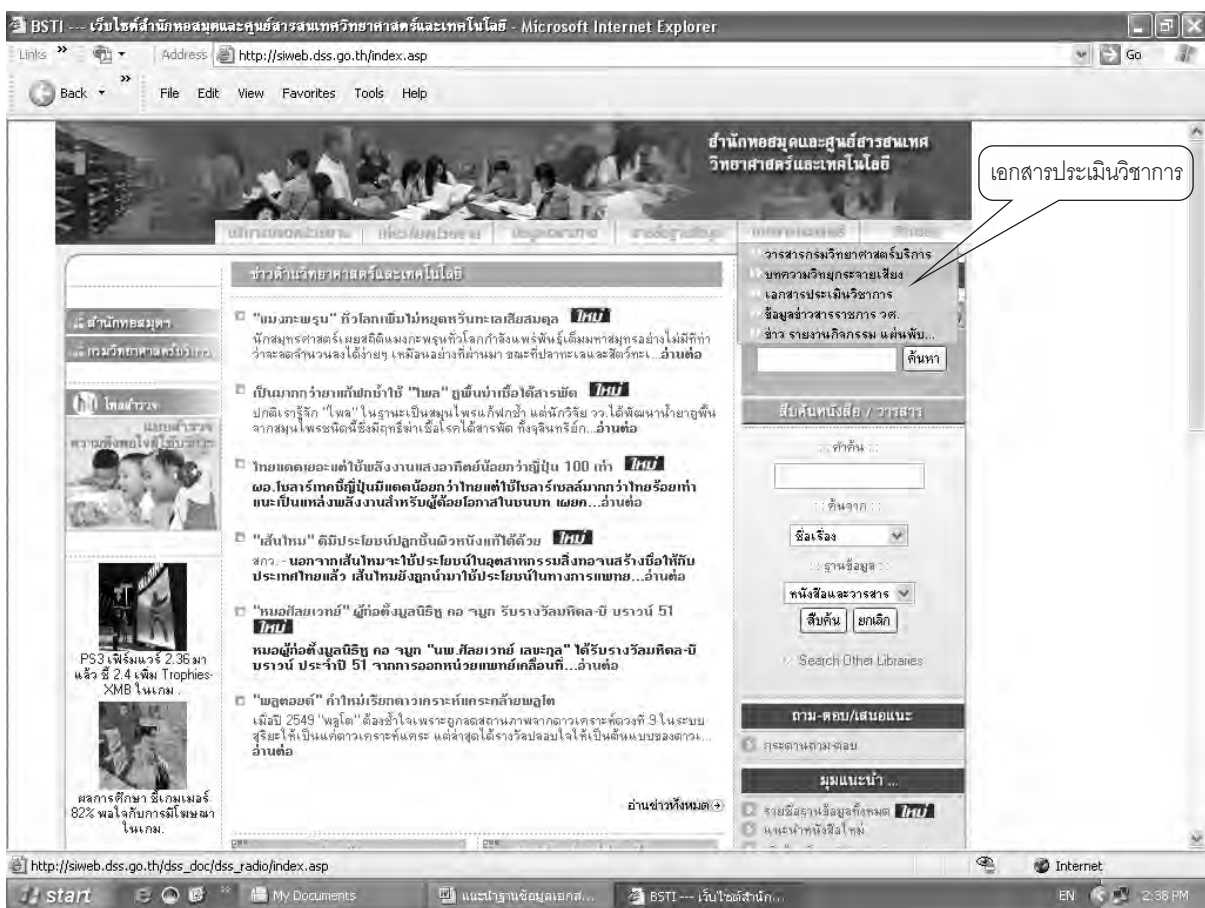 BSTI --- เว็บไซต์สำนักหอสมุดและศูนย์สารสนเทศวิทยาศาสตร์และเทคโนโลยี - Microsoft Internet Explorer
Links » Address http://siweb.dss.go.th/index.asp Go
Back » File Edit View Favorites Tools Help
สำนักหอสมุดและศูนย์สารสนเทศ
วิทยาศาสตร์และเทคโนโลยี
เอกสารประเมินวิชาการ
วารสารกรมวิทยาศาสตร์บริการ
บทความวิทยุกระจายเสียง
เอกสารประเมินวิชาการ
ข้อมูลข่าวสารราชการ วศ.
ข่าว รายงานกิจกรรม แผ่นพับ...
ค้นหา
สำนักหอสมุดฯ
กรมวิทยาศาสตร์บริการ
โพลสำรวจ
แบบสำรวจ
ความพึงพอใจผู้ใช้บริการ
PS3 เฟิร์มแวร์ 2.36 มา
แล้ว ชี้ 2.4 เพิ่ม Trophies-
XMB ในเกม .
ผลการศึกษา ชี้เกมเมอร์
82% พอใจกับการมีโฆษณา
ในเกม.
ข่าวด้านวิทยาศาสตร์และเทคโนโลยี
"แมงกะพรุน" ทั่วโลกเพิ่มไม่หยุดหวั่นทะเลเสียสมดุล ใหม่
นักสมุทรศาสตร์เผยสถิติแมงกะพรุนทั่วโลกกำลังแพร่พันธุ์เต็มมหาสมุทรอย่างไม่มีทีท่า
ว่าจะลดจำนวนลงได้ง่ายๆ เหมือนอย่างที่ผ่านมา ขณะที่ปลาทะเลและสัตว์ทะเ...อ่านต่อ
เป็นมากกว่ายาแก้ฟกช้ำใช้ "ไพล" ถูพื้นฆ่าเชื้อได้สารพัด ใหม่
ปกติเรารู้จัก "ไพล" ในฐานะเป็นสมุนไพรแก้ฟกช้ำ แต่นักวิจัย วว.ได้พัฒนาน้ำยาถูพื้น
จากสมุนไพรชนิดนี้ซึ่งมีฤทธิ์ฆ่าเชื้อโรคได้สารพัด ทั้งจุลินทรีย์ก...อ่านต่อ
ไทยแดดเยอะแต่ใช้พลังงานแสงอาทิตย์น้อยกว่าญี่ปุ่น 100 เท่า ใหม่
ผอ.โซลาร์เทคชี้ญี่ปุ่นมีแดดน้อยกว่าไทยแต่ใช้โซลาร์เซลล์มากกว่าไทยร้อยเท่า
แนะเป็นแหล่งพลังงานสำหรับผู้ด้อยโอกาสในชนบท เผยค...อ่านต่อ
"เส้นไหม" ดีมีประโยชน์ปลูกชั้นผิวหนังแท้ได้ด้วย ใหม่
สกว. - นอกจากเส้นไหมจะใช้ประโยชน์ในอุตสาหกรรมสิ่งทอจนสร้างชื่อให้กับ
ประเทศไทยแล้ว เส้นไหมยังถูกนำมาใช้ประโยชน์ในทางการแพทย...อ่านต่อ
"หมอศัลยเวทย์" ผู้ก่อตั้งมูลนิธิหู คอ จมูก รับรางวัลมหิดล-บี บราวน์ 51
ใหม่
หมอผู้ก่อตั้งมูลนิธิหู คอ จมูก "นพ.ศัลยเวทย์ เลขะกุล" ได้รับรางวัลมหิดล-บี
บราวน์ ประจำปี 51 จากการออกหน่วยแพทย์เคลื่อนที่...อ่านต่อ
"พลูตอยด์" คำใหม่เรียกดาวเคราะห์แคระคล้ายพลูโต
เมื่อปี 2549 "พลูโต" ต้องช้ำใจเพราะถูกลดสถานภาพจากดาวเคราะห์ดวงที่ 9 ในระบบ
สุริยะให้เป็นแค่ดาวเคราะห์แคระ แต่ล่าสุดได้รางวัลปลอบใจให้เป็นต้นแบบของดาวเ...
อ่านต่อ
อ่านข่าวทั้งหมด
สืบค้นหนังสือ / วารสาร
:: คำค้น ::
:: ค้นจาก ::
ชื่อเรื่อง
:: ฐานข้อมูล ::
หนังสือและวารสาร
สืบค้น ยกเลิก
Search Other Libraries
ถาม-ตอบ/เสนอแนะ
กระดานถาม-ตอบ
มุมแนะนำ ...
รายชื่อฐานข้อมูลทั้งหมด ใหม่
แนะนำหนังสือใหม่
http://siweb.dss.go.th/dss_doc/dss_radio/index.asp Internet
start » My Documents แนะนำฐานข้อมูลเอกส... BSTI --- เว็บไซต์สำนัก... EN 2:38 PM